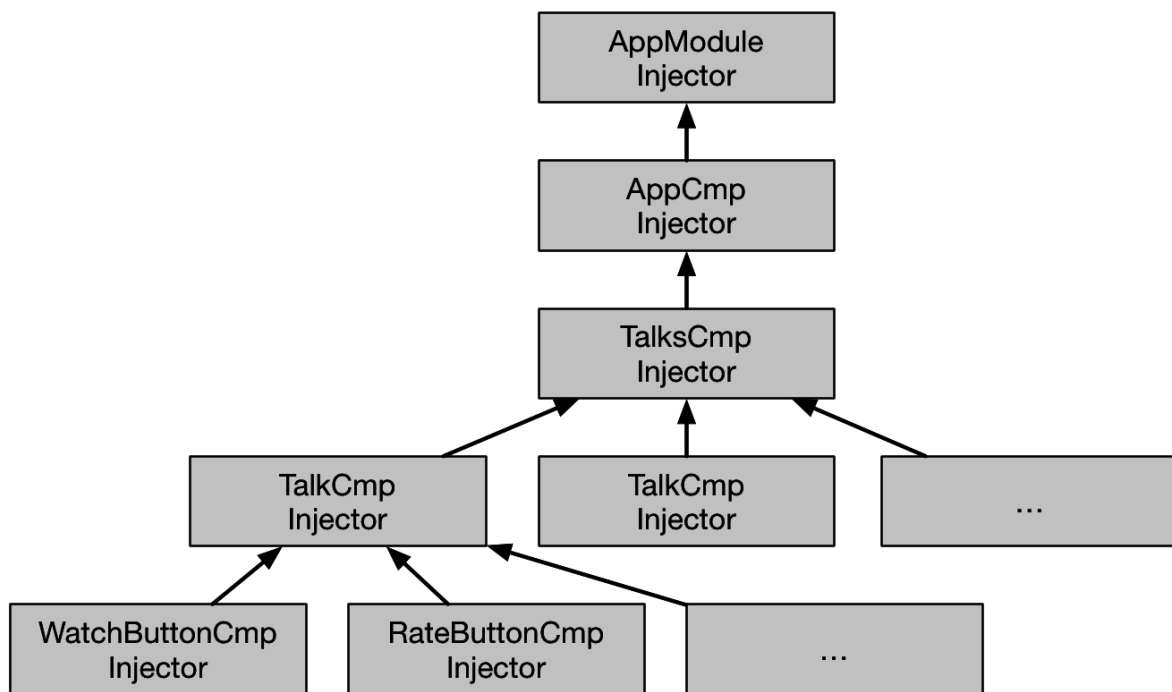 AppModule
Injector
AppCmp
Injector
TalksCmp
Injector
TalkCmp
Injector
TalkCmp
Injector
...
WatchButtonCmp
Injector
RateButtonCmp
Injector
...